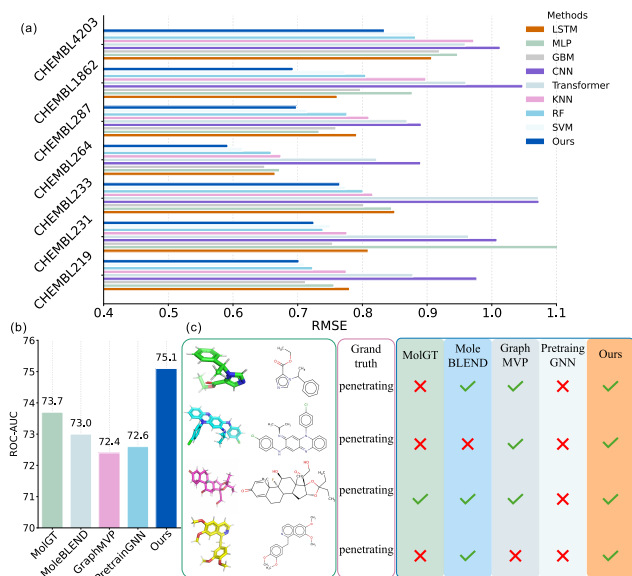 (a)
CHEMBL4203
CHEMBL1862
CHEMBL287
CHEMBL264
CHEMBL233
CHEMBL231
CHEMBL219
0.4 0.5 0.6 0.7 0.8 0.9 1.0 1.1
RMSE
Methods
LSTM
MLP
GBM
CNN
Transformer
KNN
RF
SVM
Ours
(b)
ROC-AUC
76
75
74
73
72
71
70
73.7
73.0
72.4
72.6
75.1
MolGT
MoleBLEND
GraphMVP
PretrainGNN
Ours
(c)
Grand truth
MolGT
Mole BLEND
Graph MVP
Pretraing GNN
Ours
penetrating
penetrating
penetrating
penetrating